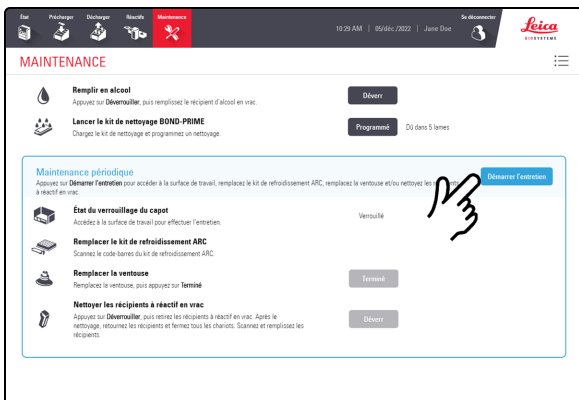 État Précharger Décharger Réactifs Maintenance 10:29 AM | 05/déc./2022 | Jane Doe Se déconnecter Leica
BIOSYSTEMS
MAINTENANCE
Remplir en alcool
Appuyez sur Déverrouiller, puis remplissez le récipient d'alcool en vrac.
Déverr
Lancer le kit de nettoyage BOND-PRIME
Chargez le kit de nettoyage et programmez un nettoyage.
Programmé Dû dans 5 lames
Maintenance périodique
Appuyez sur Démarrer l'entretien pour accéder à la surface de travail, remplacez le kit de refroidissement ARC, remplacez la ventouse et/ou nettoyez les
à réactif en vrac.
Démarrer l'entretien
État du verrouillage du capot
Accédez à la surface de travail pour effectuer l'entretien.
Verrouillé
Remplacer le kit de refroidissement ARC
Scannez le code-barres du kit de refroidissement ARC.
Remplacer la ventouse
Remplacez la ventouse, puis appuyez sur Terminé
Terminé
Nettoyer les récipients à réactif en vrac
Appuyez sur Déverrouiller, puis retirez les récipients à réactif en vrac. Après le
nettoyage, retournez les récipients et fermez tous les chariots. Scannez et remplissez les
récipients.
Déverr